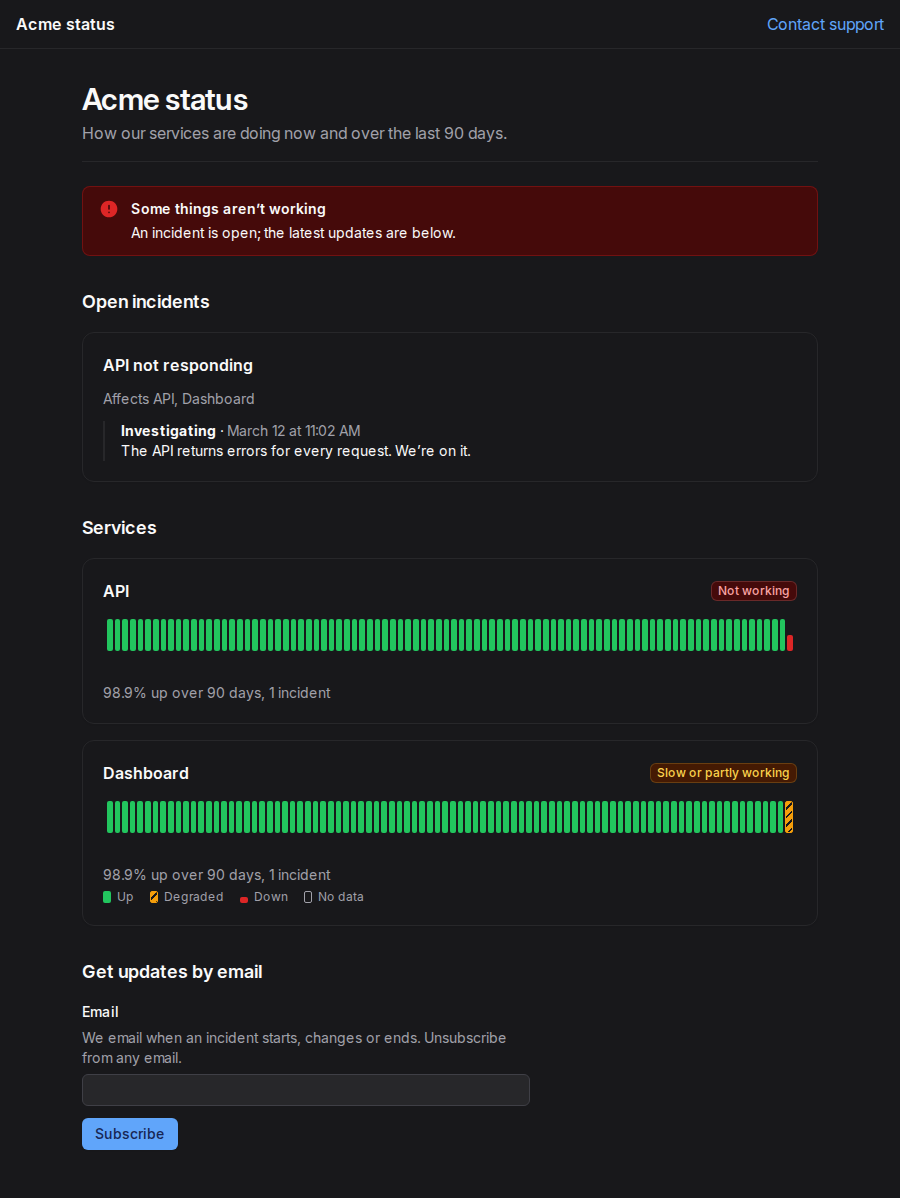 Acme status
Contact support
Acme status
How our services are doing now and over the last 90 days.
Some things aren’t working
An incident is open; the latest updates are below.
Open incidents
API not responding
Affects API, Dashboard
Investigating · March 12 at 11:02 AM
The API returns errors for every request. We’re on it.
Services
API
Not working
98.9% up over 90 days, 1 incident
Dashboard
Slow or partly working
98.9% up over 90 days, 1 incident
Up Degraded Down No data
Get updates by email
Email
We email when an incident starts, changes or ends. Unsubscribe
from any email.
Subscribe